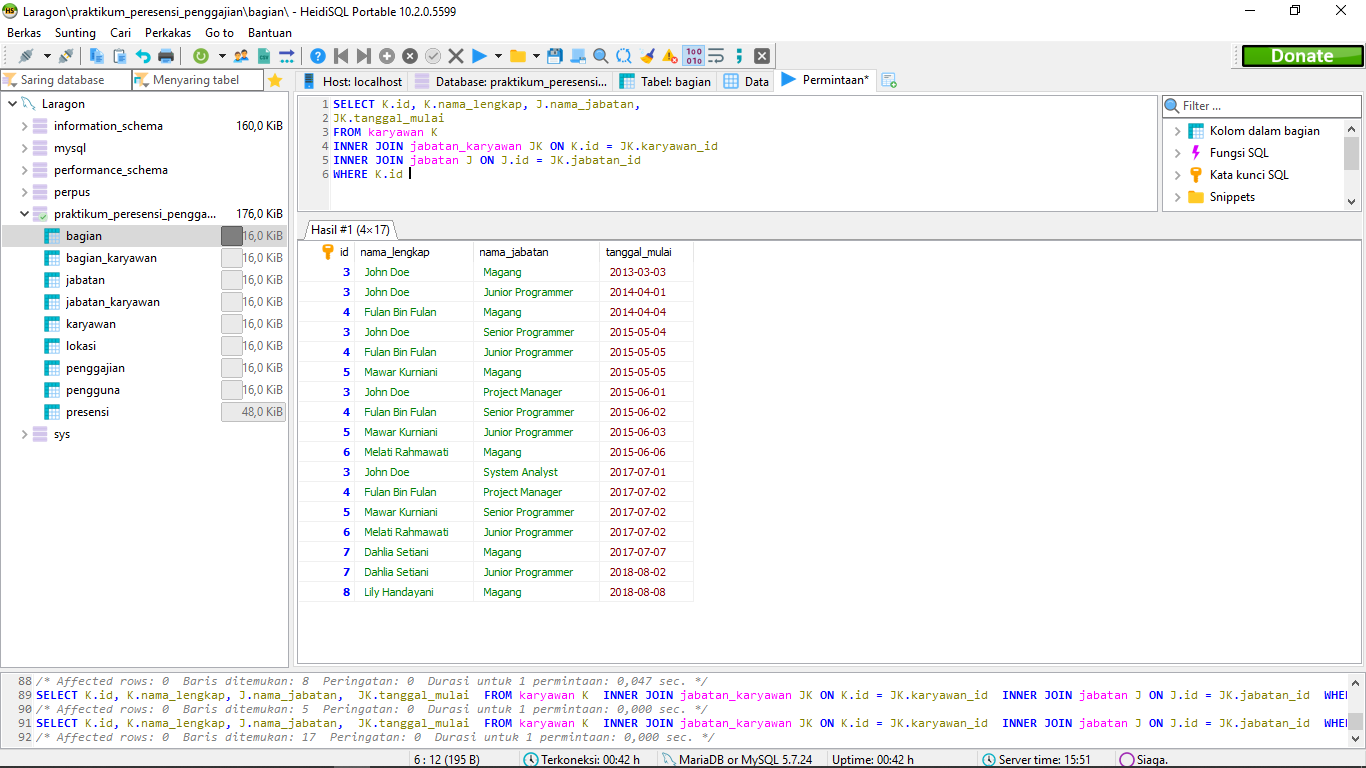 Laragon\praktikum_peresensi_penggajian\bagian\ - HeidiSQL Portable 10.2.0.5599
Berkas Sunting Cari Perkakas Go to Bantuan
Donate
Saring database Menyaring tabel
Host: localhost Database: praktikum_peresensi... Tabel: bagian Data Permintaan*
Laragon
information_schema 160,0 KiB
mysql
performance_schema
perpus
praktikum_peresensi_pengga... 176,0 KiB
bagian 16,0 KiB
bagian_karyawan 16,0 KiB
jabatan 16,0 KiB
jabatan_karyawan 16,0 KiB
karyawan 16,0 KiB
lokasi 16,0 KiB
penggajian 16,0 KiB
pengguna 16,0 KiB
presensi 48,0 KiB
sys
1 SELECT K.id, K.nama_lengkap, J.nama_jabatan,
2 JK.tanggal_mulai
3 FROM karyawan K
4 INNER JOIN jabatan_karyawan JK ON K.id = JK.karyawan_id
5 INNER JOIN jabatan J ON J.id = JK.jabatan_id
6 WHERE K.id
Filter ...
Kolom dalam bagian
Fungsi SQL
Kata kunci SQL
Snippets
Hasil #1 (4×17)
id nama_lengkap nama_jabatan tanggal_mulai
3 John Doe Magang 2013-03-03
3 John Doe Junior Programmer 2014-04-01
4 Fulan Bin Fulan Magang 2014-04-04
3 John Doe Senior Programmer 2015-05-04
4 Fulan Bin Fulan Junior Programmer 2015-05-05
5 Mawar Kurniani Magang 2015-05-05
3 John Doe Project Manager 2015-06-01
4 Fulan Bin Fulan Senior Programmer 2015-06-02
5 Mawar Kurniani Junior Programmer 2015-06-03
6 Melati Rahmawati Magang 2015-06-06
3 John Doe System Analyst 2017-07-01
4 Fulan Bin Fulan Project Manager 2017-07-02
5 Mawar Kurniani Senior Programmer 2017-07-02
6 Melati Rahmawati Junior Programmer 2017-07-02
7 Dahlia Setiani Magang 2017-07-07
7 Dahlia Setiani Junior Programmer 2018-08-02
8 Lily Handayani Magang 2018-08-08
88 /* Affected rows: 0 Baris ditemukan: 8 Peringatan: 0 Durasi untuk 1 permintaan: 0,047 sec. */
89 SELECT K.id, K.nama_lengkap, J.nama_jabatan, JK.tanggal_mulai FROM karyawan K INNER JOIN jabatan_karyawan JK ON K.id = JK.karyawan_id INNER JOIN jabatan J ON J.id = JK.jabatan_id WHE
90 /* Affected rows: 0 Baris ditemukan: 5 Peringatan: 0 Durasi untuk 1 permintaan: 0,000 sec. */
91 SELECT K.id, K.nama_lengkap, J.nama_jabatan, JK.tanggal_mulai FROM karyawan K INNER JOIN jabatan_karyawan JK ON K.id = JK.karyawan_id INNER JOIN jabatan J ON J.id = JK.jabatan_id WHE
92 /* Affected rows: 0 Baris ditemukan: 17 Peringatan: 0 Durasi untuk 1 permintaan: 0,000 sec. */
6 : 12 (195 B) Terkoneksi: 00:42 h MariaDB or MySQL 5.7.24 Uptime: 00:42 h Server time: 15:51 Siaga.